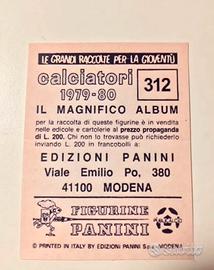 LE GRANDI RACCOLTE PER LA GIOVENTÙ
calciatori
1979-80
312
IL MAGNIFICO ALBUM
per la raccolta di queste figurine è in vendita
nelle edicole e cartolerie al prezzo propaganda
di L. 200. Chi non lo trovasse può richiederlo
inviando L. 200 in francobolli a:
EDIZIONI PANINI
Viale Emilio Po, 380
41100 MODENA
FIGURINE
PANINI
© PRINTED IN ITALY BY EDIZIONI PANINI S.p.A. MODENA